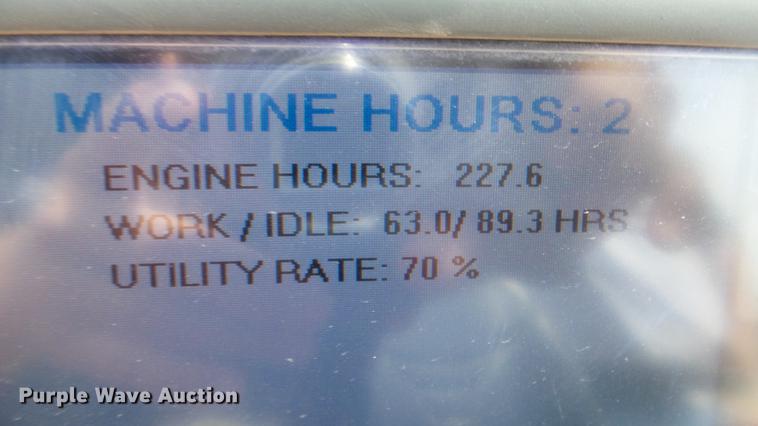 MACHINE HOURS: 2
ENGINE HOURS: 227.6
WORK / IDLE: 63.0/ 89.3 HRS
UTILITY RATE: 70 %
Purple Wave Auction